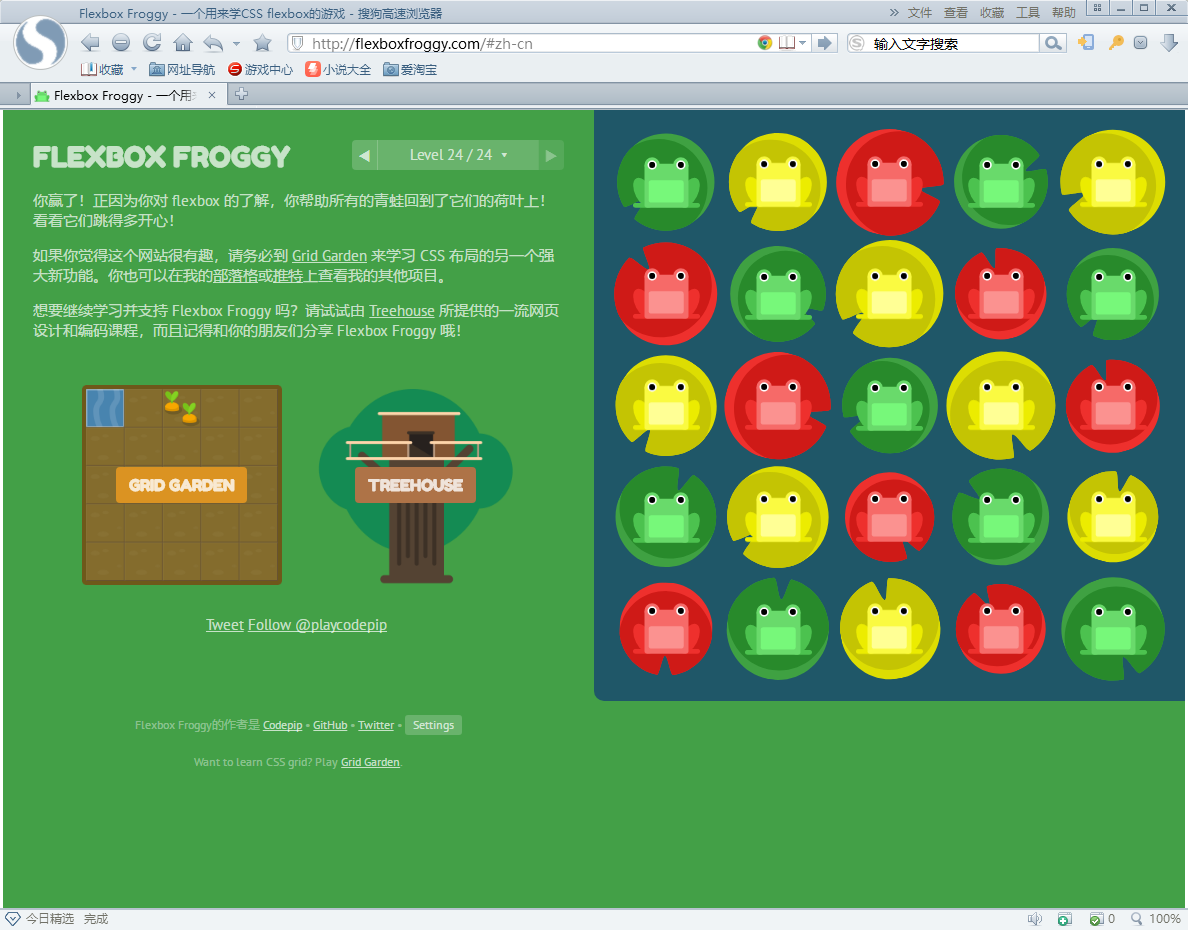 Flexbox Froggy - 一个用来学CSS flexbox的游戏 - 搜狗高速浏览器
» 文件 查看 收藏 工具 帮助
http://flexboxfroggy.com/#zh-cn
输入文字搜索
收藏 网址导航 游戏中心 小说大全 爱淘宝
Flexbox Froggy - 一个用
FLEXBOX FROGGY
Level 24 / 24
你赢了！正因为你对 flexbox 的了解，你帮助所有的青蛙回到了它们的荷叶上！
看看它们跳得多开心！
如果你觉得这个网站很有趣，请务必到 Grid Garden 来学习 CSS 布局的另一个强
大新功能。你也可以在我的部落格或推特上查看我的其他项目。
想要继续学习并支持 Flexbox Froggy 吗？请试试由 Treehouse 所提供的一流网页
设计和编码课程，而且记得和你的朋友们分享 Flexbox Froggy 哦！
GRID GARDEN
TREEHOUSE
Tweet Follow @playcodepip
Flexbox Froggy的作者是 Codepip • GitHub • Twitter • Settings
Want to learn CSS grid? Play Grid Garden.
今日精选 完成
0
100%